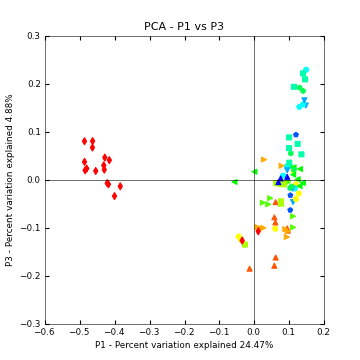 PCA - P1 vs P3
0.3
0.2
0.1
0.0
−0.1
−0.2
−0.3
P3 - Percent variation explained 4.88%
−0.6 −0.5 −0.4 −0.3 −0.2 −0.1 0.0 0.1 0.2
P1 - Percent variation explained 24.47%